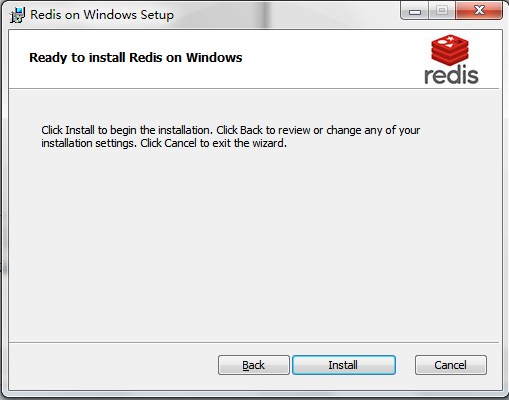 Redis on Windows Setup
Ready to install Redis on Windows
redis
Click Install to begin the installation. Click Back to review or change any of your
installation settings. Click Cancel to exit the wizard.
Back Install Cancel